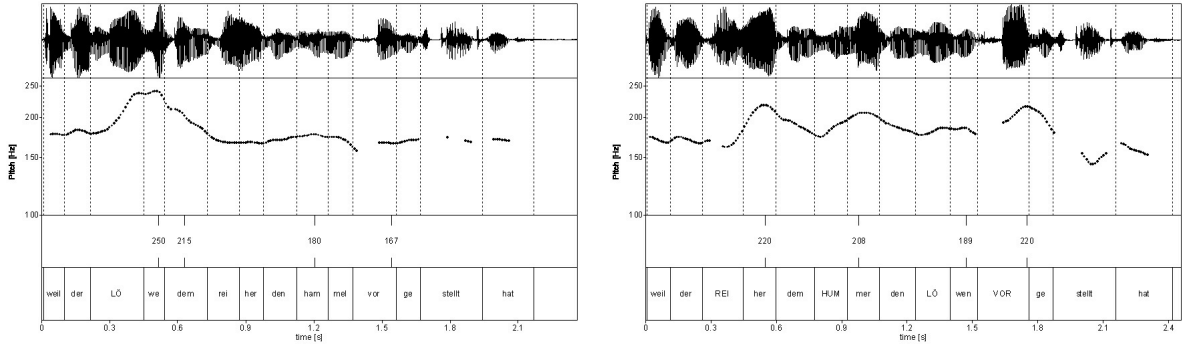 250
200
150
100
Pitch [Hz]
250 215 180 167
weil der LÖ we dem rei her den ham mel vor ge stellt hat
0 0.3 0.6 0.9 1.2 1.5 1.8 2.1
time [s]
250
200
150
100
Pitch [Hz]
220 208 189 220
weil der REI her dem HUM mer den LÖ wen VOR ge stellt hat
0 0.3 0.6 0.9 1.2 1.5 1.8 2.1 2.4
time [s]